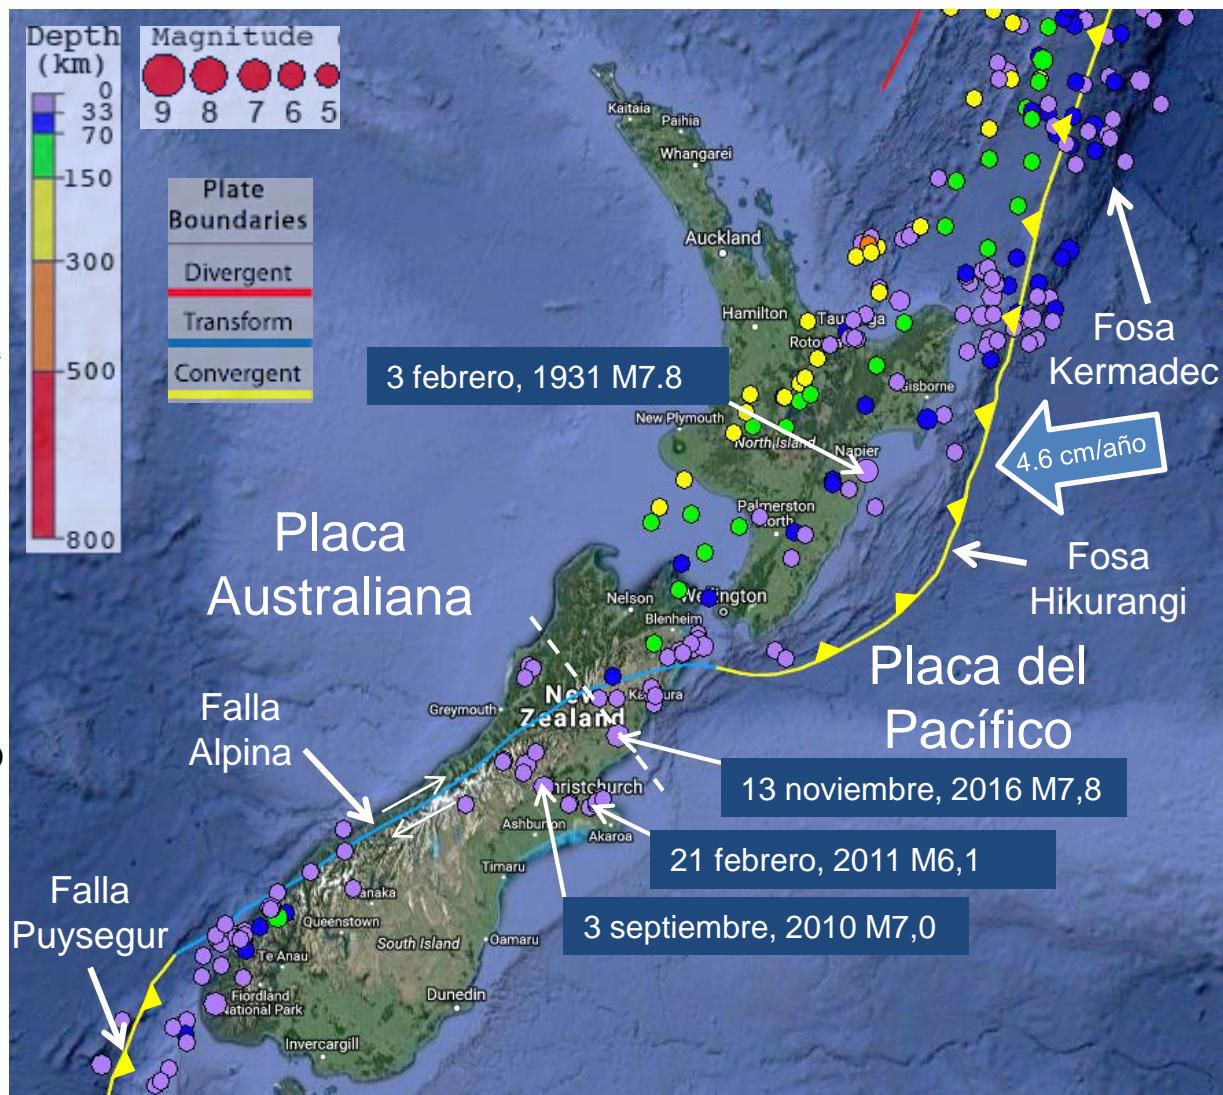 Depth
(km)
0
33
70
150
300
500
800
Magnitude
9 8 7 6 5
Plate
Boundaries
Divergent
Transform
Convergent
Kaitaia
Paihia
Whangarei
Auckland
Hamilton
Gisborne
New Plymouth
North Island
Napier
Palmerston
Fosa
Kermadec
3 febrero, 1931 M7.8
4.6 cm/año
Fosa
Hikurangi
Placa
Australiana
Nelson
Blenheim
Placa del
Pacífico
New
Zealand
Greymouth
Falla
Alpina
13 noviembre, 2016 M7,8
Ashburton
Akaroa
21 febrero, 2011 M6,1
Timaru
3 septiembre, 2010 M7,0
Falla
Puysegur
Queenstown
South Island
Oamaru
Te Anau
Fiordland
National Park
Dunedin
Invercargill